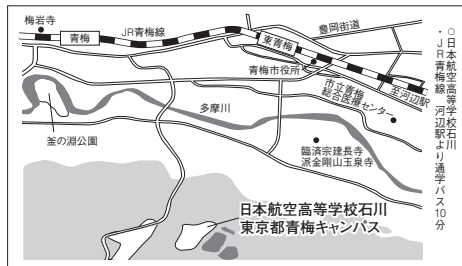 梅岩寺
青梅
JR青梅線
豊岡街道
東青梅
青梅市役所
市立青梅
総合医療センター
至河辺駅
多摩川
釜の淵公園
臨済宗建長寺
派金剛山玉泉寺
日本航空高等学校石川
東京都青梅キャンパス
○日本航空高等学校石川
・JR青梅線 河辺駅より通学バス10分